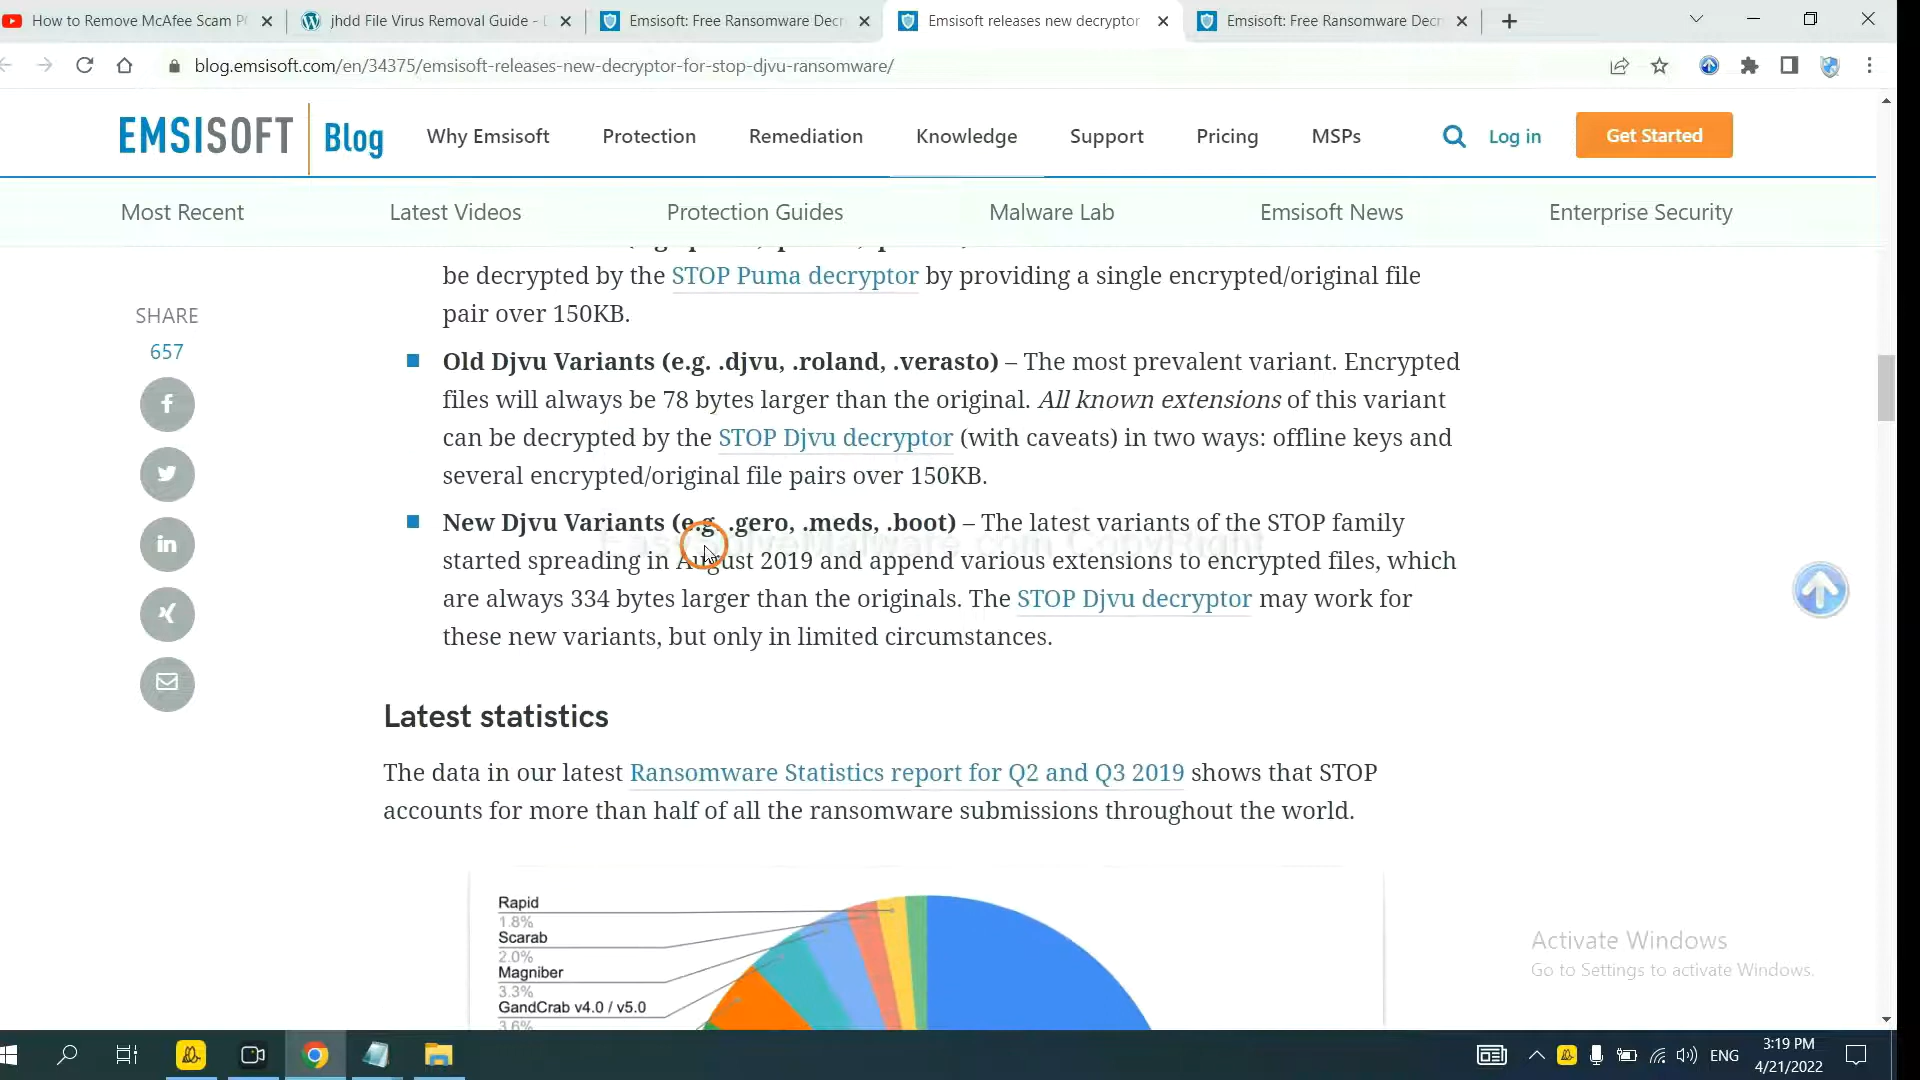 How to Remove McAfee Scam P
jhdd File Virus Removal Guide -
Emsisoft: Free Ransomware Decr
Emsisoft releases new decryptor
Emsisoft: Free Ransomware Decr
blog.emsisoft.com/en/34375/emsisoft-releases-new-decryptor-for-stop-djvu-ransomware/
EMSISOFT Blog
Why Emsisoft
Protection
Remediation
Knowledge
Support
Pricing
MSPs
Log in
Get Started
Most Recent
Latest Videos
Protection Guides
Malware Lab
Emsisoft News
Enterprise Security
SHARE
657
be decrypted by the STOP Puma decryptor by providing a single encrypted/original file
pair over 150KB.
Old Djvu Variants (e.g. .djvu, .roland, .verasto) – The most prevalent variant. Encrypted
files will always be 78 bytes larger than the original. All known extensions of this variant
can be decrypted by the STOP Djvu decryptor (with caveats) in two ways: offline keys and
several encrypted/original file pairs over 150KB.
New Djvu Variants (e.g. .gero, .meds, .boot) – The latest variants of the STOP family
EasySolveMalware.com CopyRight
started spreading in August 2019 and append various extensions to encrypted files, which
are always 334 bytes larger than the originals. The STOP Djvu decryptor may work for
these new variants, but only in limited circumstances.
Latest statistics
The data in our latest Ransomware Statistics report for Q2 and Q3 2019 shows that STOP
accounts for more than half of all the ransomware submissions throughout the world.
Rapid
1.8%
Scarab
2.0%
Magniber
3.3%
GandCrab v4.0 / v5.0
3.6%
Activate Windows
Go to Settings to activate Windows.
ENG
3:19 PM
4/21/2022